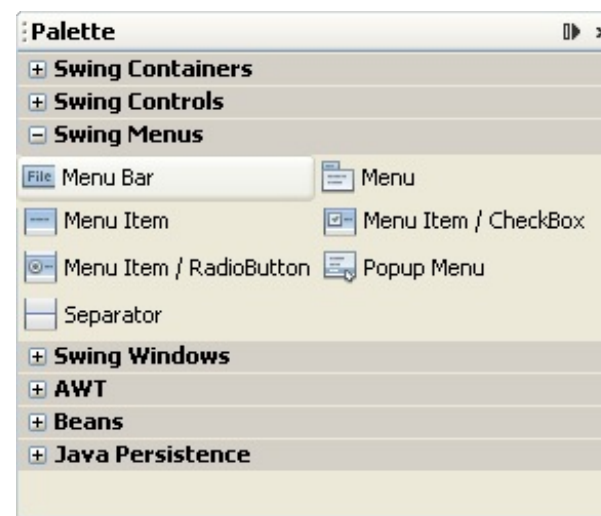 Palette
Swing Containers
Swing Controls
Swing Menus
File Menu Bar Menu
Menu Item Menu Item / CheckBox
Menu Item / RadioButton Popup Menu
Separator
Swing Windows
AWT
Beans
Java Persistence